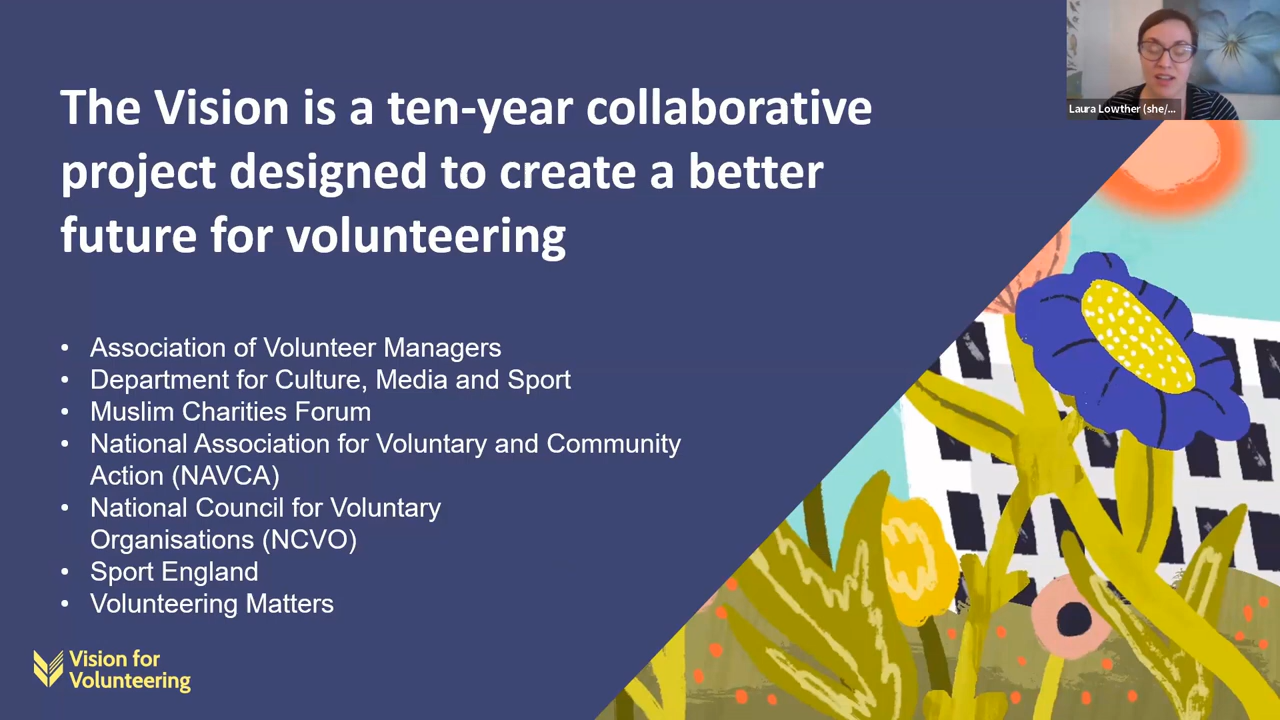 The Vision is a ten-year collaborative
project designed to create a better
future for volunteering
• Association of Volunteer Managers
• Department for Culture, Media and Sport
• Muslim Charities Forum
• National Association for Voluntary and Community
Action (NAVCA)
• National Council for Voluntary
Organisations (NCVO)
• Sport England
• Volunteering Matters
Vision for
Volunteering
Laura Lowther (she/...